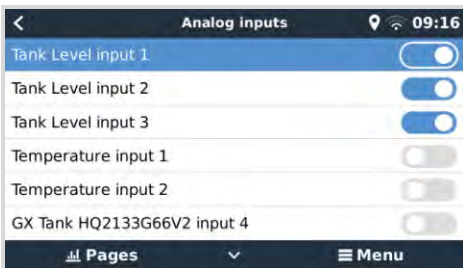 Analog inputs 09:16
Tank Level input 1
Tank Level input 2
Tank Level input 3
Temperature input 1
Temperature input 2
GX Tank HQ2133G66V2 input 4
Pages Menu